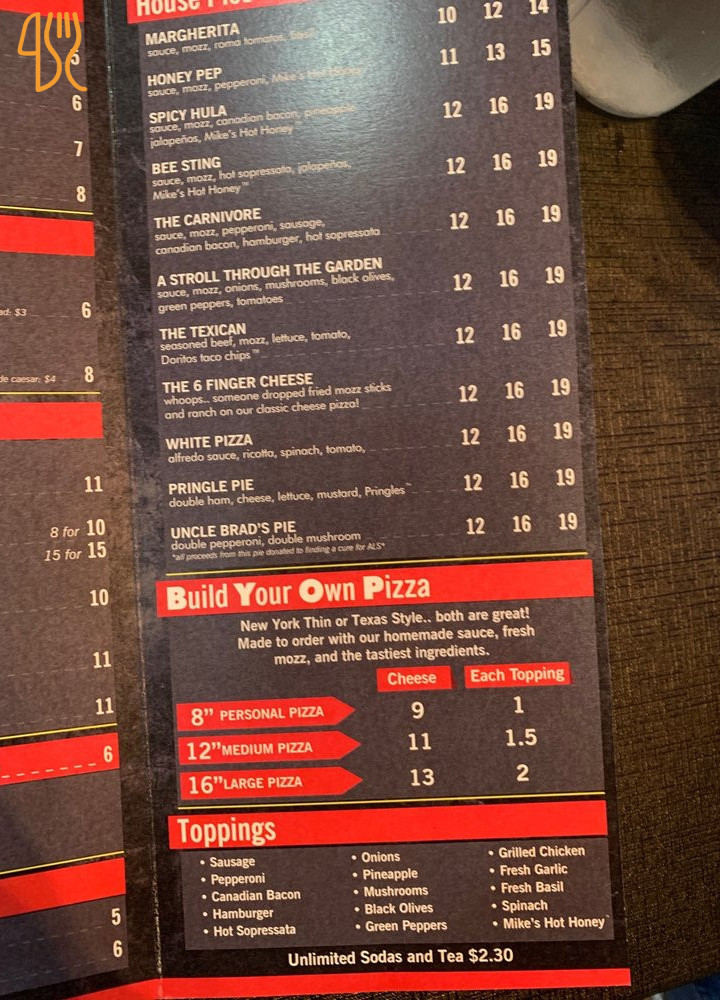 5
6
7
8
ad: $3 6
de caesar: $4 8
11
8 for 10
15 for 15
10
11
11
6
5
6
House Pies
10 12 14
MARGHERITA
sauce, mozz, roma tomatoes, basil
11 13 15
HONEY PEP
sauce, mozz, pepperoni, Mike's Hot Honey
SPICY HULA 12 16 19
sauce, mozz, canadian bacon, pineapple,
jalapeños, Mike's Hot Honey™
BEE STING 12 16 19
sauce, mozz, hot sopressata, jalapeños,
Mike's Hot Honey™
THE CARNIVORE 12 16 19
sauce, mozz, pepperoni, sausage,
canadian bacon, hamburger, hot sopressata
A STROLL THROUGH THE GARDEN 12 16 19
sauce, mozz, onions, mushrooms, black olives,
green peppers, tomatoes
THE TEXICAN 12 16 19
seasoned beef, mozz, lettuce, tomato,
Doritos taco chips™
THE 6 FINGER CHEESE 12 16 19
whoops.. someone dropped fried mozz sticks
and ranch on our classic cheese pizza!
WHITE PIZZA 12 16 19
alfredo sauce, ricotta, spinach, tomato,
PRINGLE PIE 12 16 19
double ham, cheese, lettuce, mustard, Pringles™
UNCLE BRAD'S PIE 12 16 19
double pepperoni, double mushroom
*all proceeds from this pie donated to finding a cure for ALS*
Build Your Own Pizza
New York Thin or Texas Style.. both are great!
Made to order with our homemade sauce, fresh
mozz, and the tastiest ingredients.
Cheese Each Topping
8" PERSONAL PIZZA 9 1
12" MEDIUM PIZZA 11 1.5
16" LARGE PIZZA 13 2
Toppings
• Sausage
• Pepperoni
• Canadian Bacon
• Hamburger
• Hot Sopressata
• Onions
• Pineapple
• Mushrooms
• Black Olives
• Green Peppers
• Grilled Chicken
• Fresh Garlic
• Fresh Basil
• Spinach
• Mike's Hot Honey
Unlimited Sodas and Tea $2.30